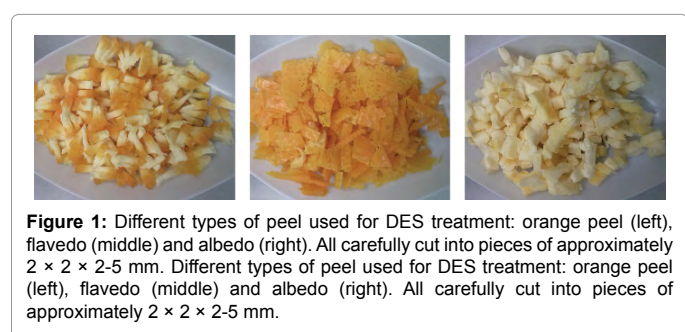 Figure 1: Different types of peel used for DES treatment: orange peel (left),
flavedo (middle) and albedo (right). All carefully cut into pieces of approximately
2 × 2 × 2-5 mm. Different types of peel used for DES treatment: orange peel
(left), flavedo (middle) and albedo (right). All carefully cut into pieces of
approximately 2 × 2 × 2-5 mm.